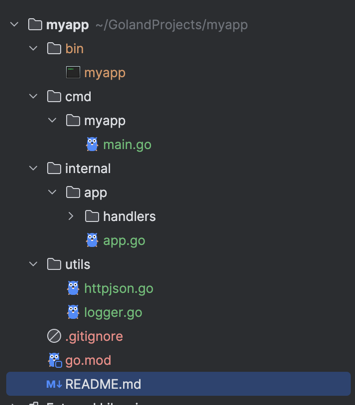 myapp ~/GolandProjects/myapp
bin
myapp
cmd
myapp
main.go
internal
app
handlers
app.go
utils
httpjson.go
logger.go
.gitignore
go.mod
M↓ README.md